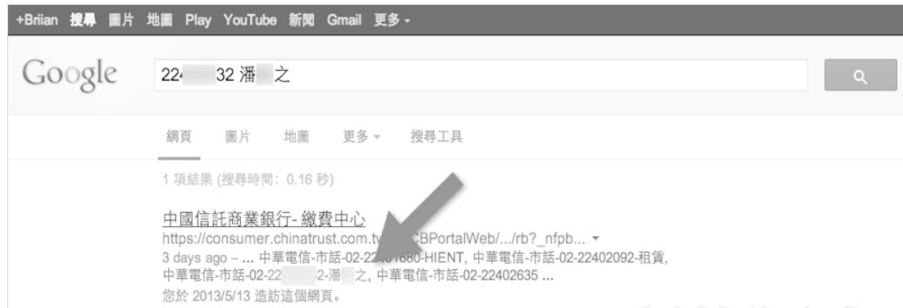 +Briian 搜尋 圖片 地圖 Play YouTube 新聞 Gmail 更多
Google
224 32 潘 之
網頁 圖片 地圖 更多 搜尋工具
1 項結果 (搜尋時間：0.16 秒)
中國信託商業銀行- 繳費中心
https://consumer.chinatrust.com.tw CBPortalWeb/.../rb?_nfpb...
3 days ago – ... 中華電信-市話-02-22 680-HIENT, 中華電信-市話-02-22402092-租賃,
中華電信-市話-02-22 2-潘 之, 中華電信-市話-02-22402635 ...
您於 2013/5/13 造訪這個網頁。